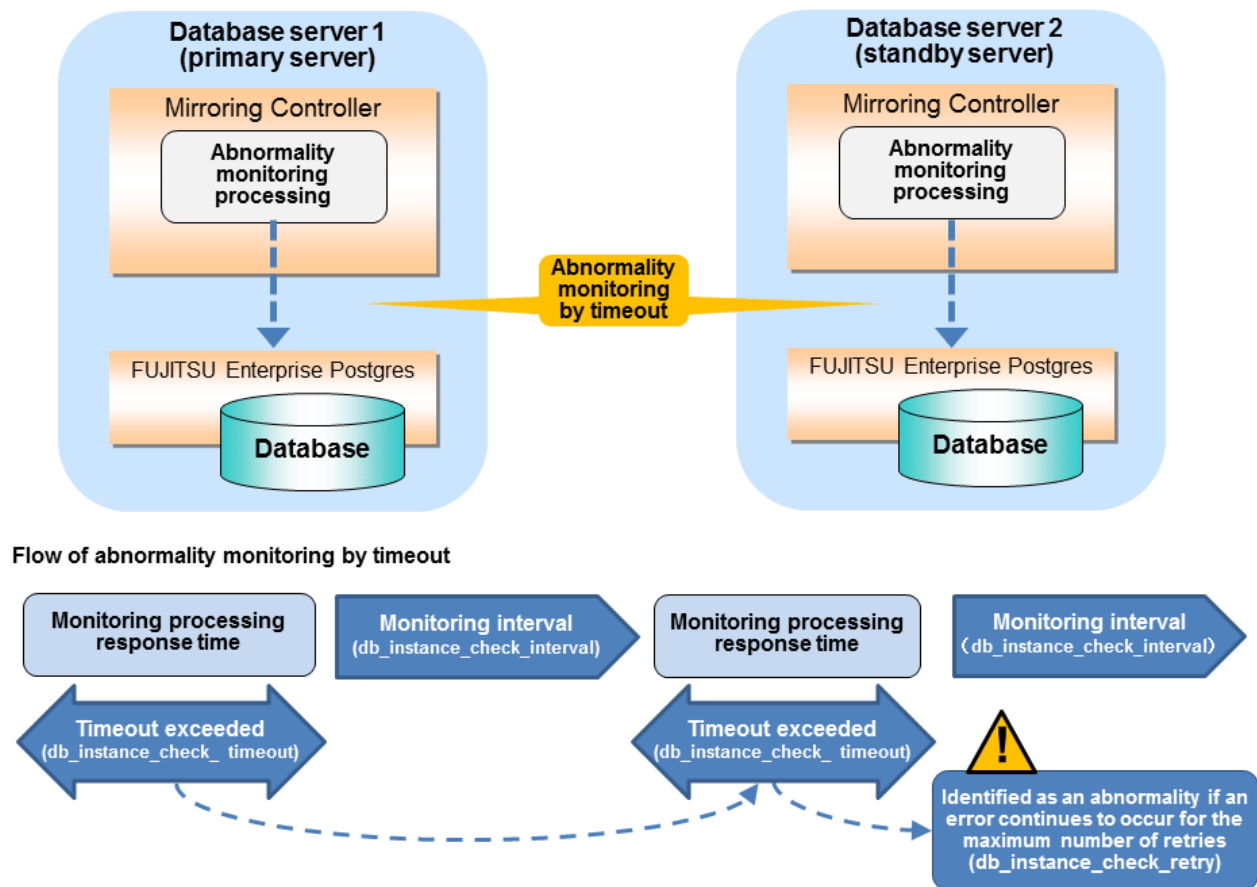 Database server 1
(primary server)
Mirroring Controller
Abnormality
monitoring
processing
FUJITSU Enterprise Postgres
Database
Abnormality
monitoring
by timeout
Database server 2
(standby server)
Mirroring Controller
Abnormality
monitoring
processing
FUJITSU Enterprise Postgres
Database
Flow of abnormality monitoring by timeout
Monitoring processing
response time
Monitoring interval
(db_instance_check_interval)
Monitoring processing
response time
Monitoring interval
（db_instance_check_interval）
Timeout exceeded
(db_instance_check_ timeout)
Timeout exceeded
(db_instance_check_ timeout)
!
Identified as an abnormality if an
error continues to occur for the
maximum number of retries
(db_instance_check_retry)